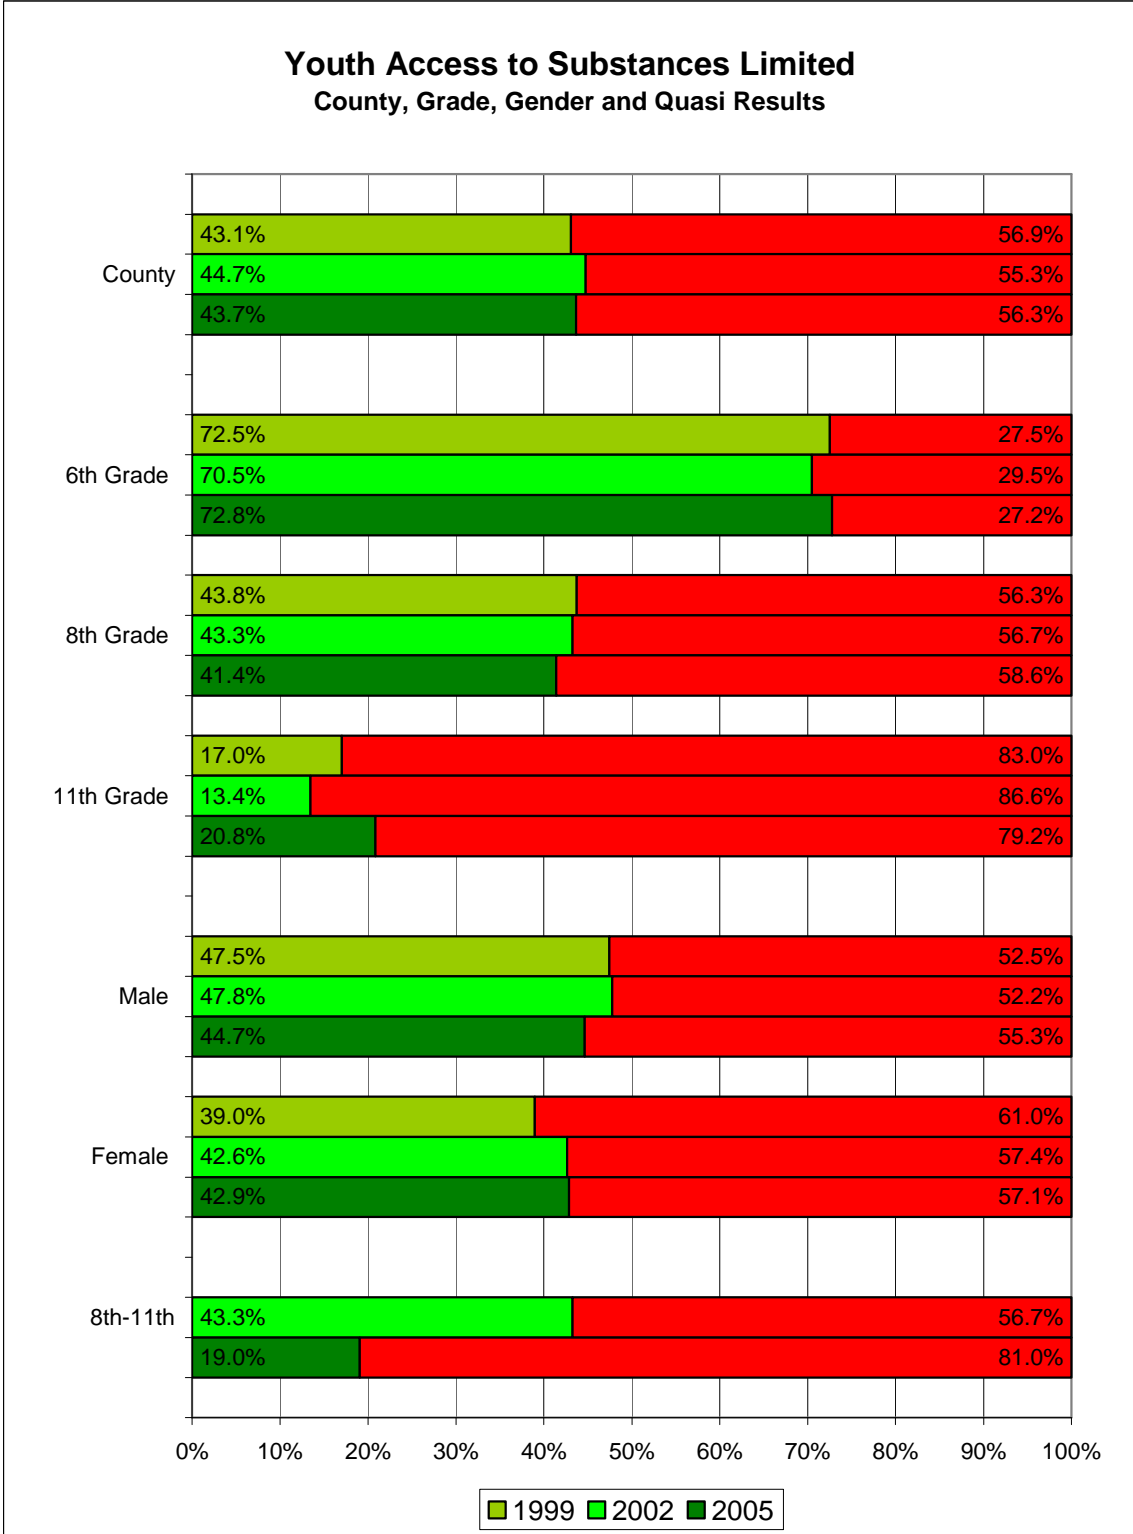 Youth Access to Substances Limited
County, Grade, Gender and Quasi Results
43.1% 56.9%
County 44.7% 55.3%
43.7% 56.3%
72.5% 27.5%
6th Grade 70.5% 29.5%
72.8% 27.2%
43.8% 56.3%
8th Grade 43.3% 56.7%
41.4% 58.6%
17.0% 83.0%
11th Grade 13.4% 86.6%
20.8% 79.2%
47.5% 52.5%
Male 47.8% 52.2%
44.7% 55.3%
39.0% 61.0%
Female 42.6% 57.4%
42.9% 57.1%
8th-11th 43.3% 56.7%
19.0% 81.0%
0% 10% 20% 30% 40% 50% 60% 70% 80% 90% 100%
1999 2002 2005